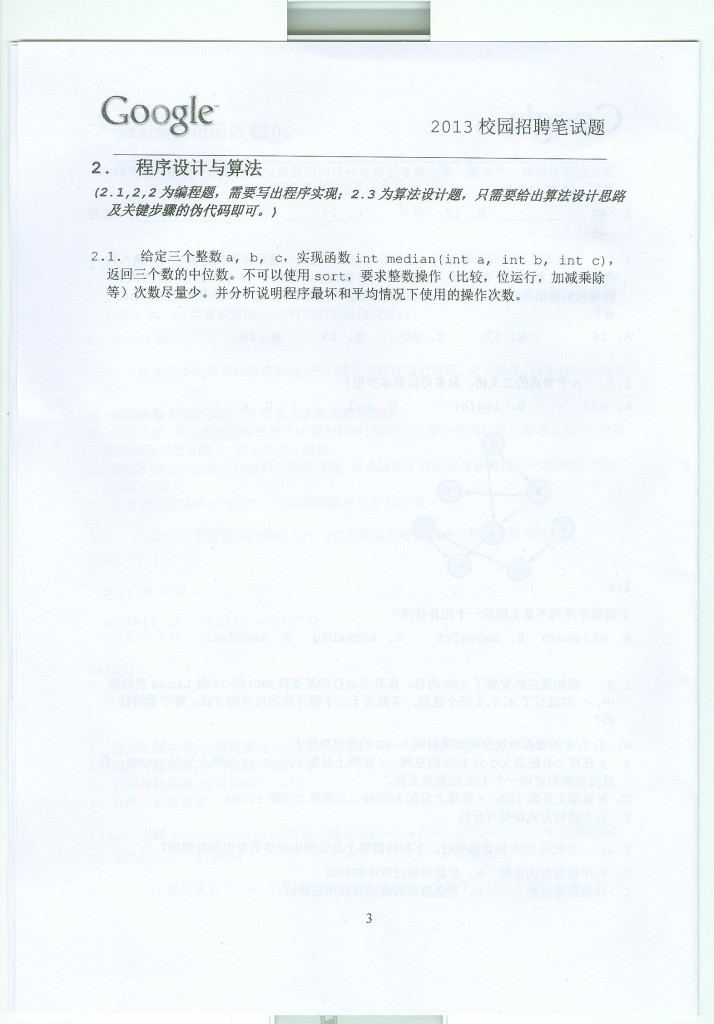 Google™
2013 校园招聘笔试题
2. 程序设计与算法
(2.1,2,2 为编程题，需要写出程序实现；2.3 为算法设计题，只需要给出算法设计思路
及关键步骤的伪代码即可。)
2.1. 给定三个整数 a, b, c，实现函数 int median(int a, int b, int c)，
返回三个数的中位数。不可以使用 sort，要求整数操作（比较，位运行，加减乘除
等）次数尽量少。并分析说明程序最坏和平均情况下使用的操作次数。
3